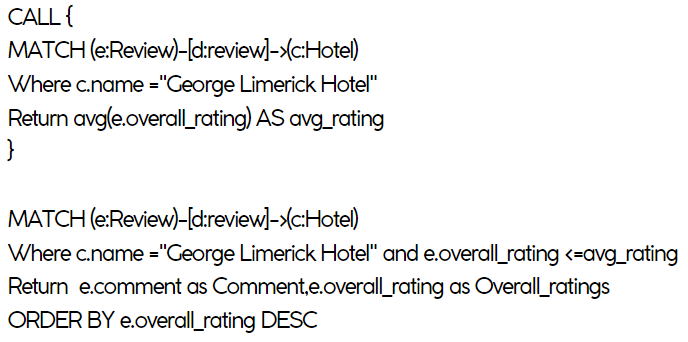 CALL {
MATCH (e:Review)-[d:review]->(c:Hotel)
Where c.name ="George Limerick Hotel"
Return avg(e.overall_rating) AS avg_rating
}
MATCH (e:Review)-[d:review]->(c:Hotel)
Where c.name ="George Limerick Hotel" and e.overall_rating <=avg_rating
Return  e.comment as Comment,e.overall_rating as Overall_ratings
ORDER BY e.overall_rating DESC